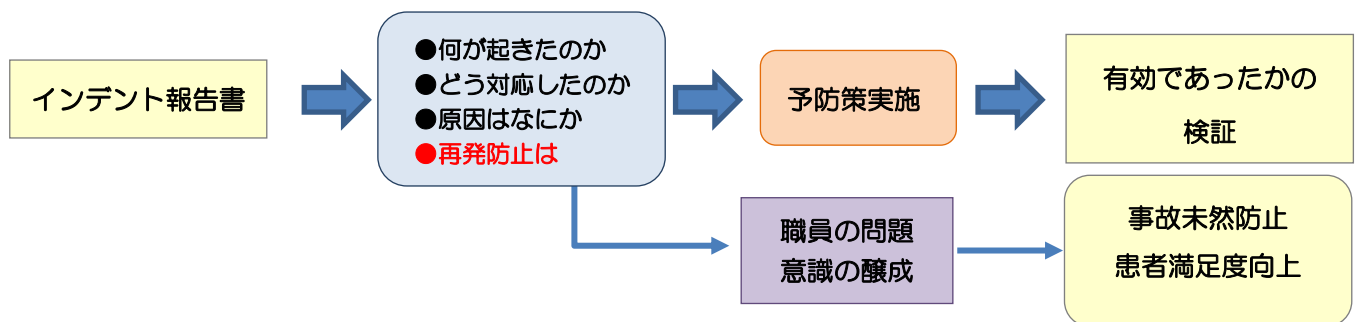 インデント報告書
●何が起きたのか
●どう対応したのか
●原因はなにか
●再発防止は
予防策実施
有効であったかの
検証
職員の問題
意識の醸成
事故未然防止
患者満足度向上